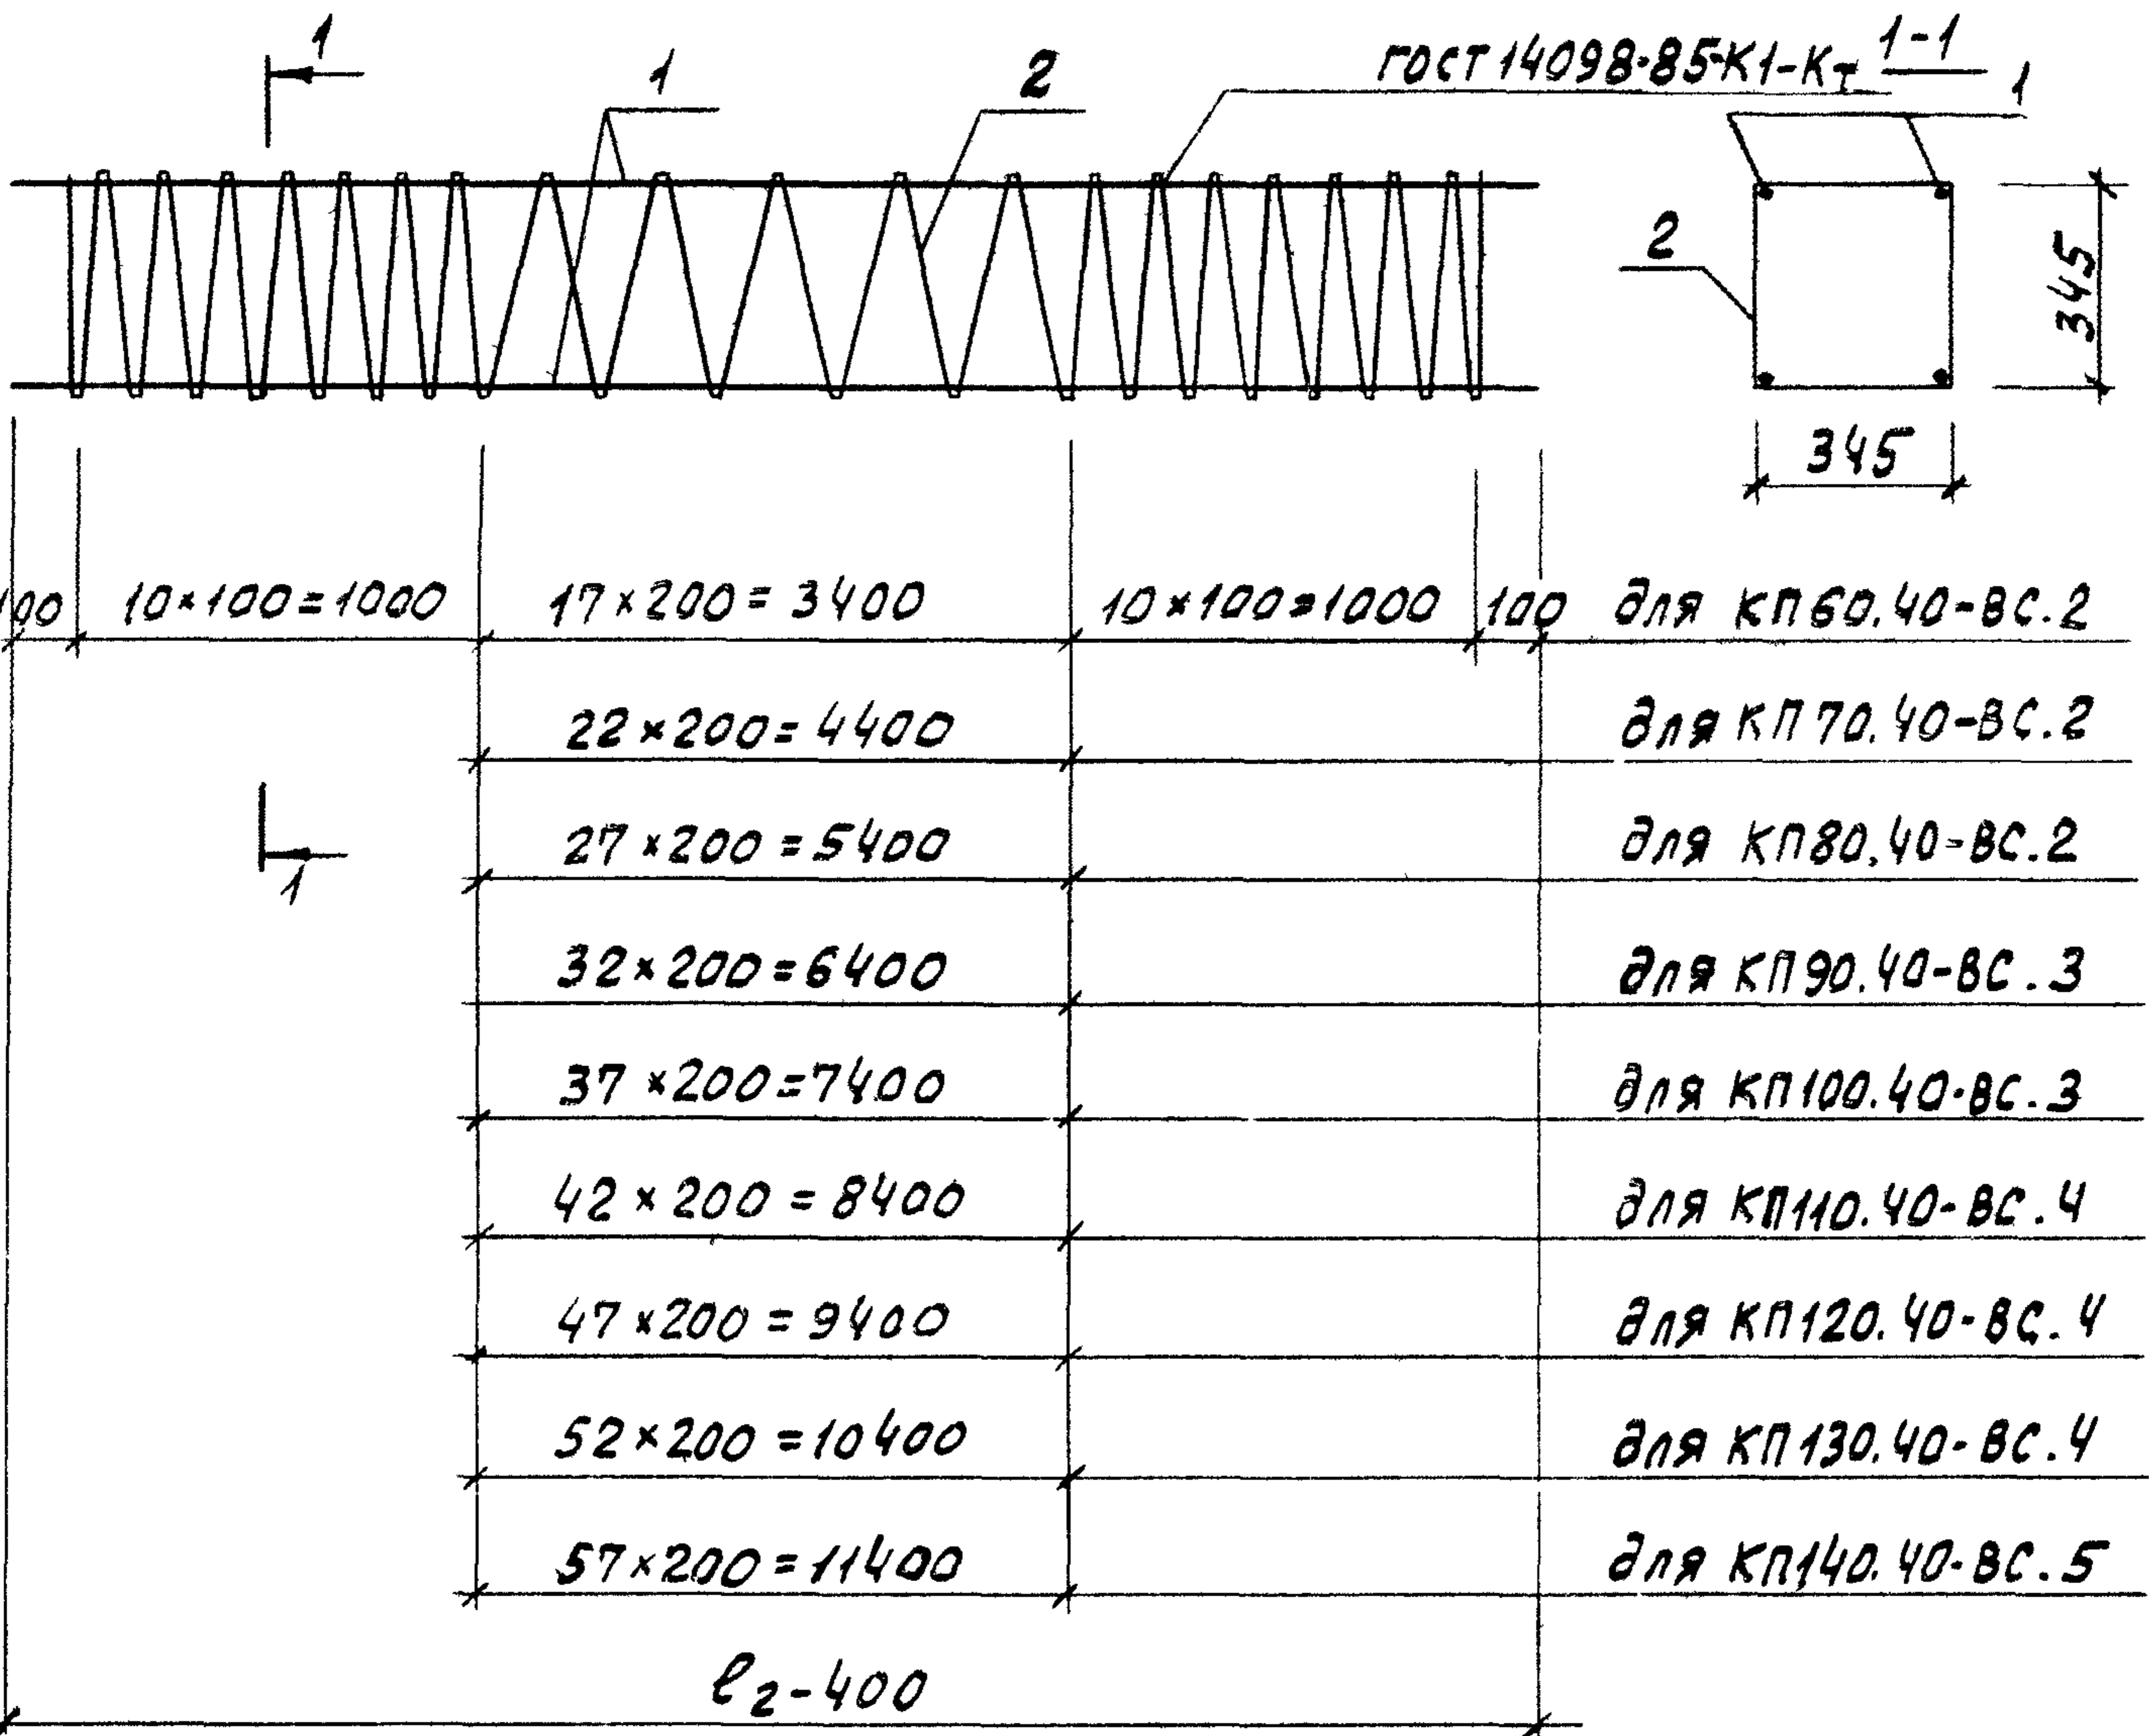 1
1
2
ГОСТ 14098-85-К1-Кт
1-1
1
2
345
345
100 10×100=1000 17×200=3400 10×100=1000 100 для КП60.40-ВС.2
22×200=4400 для КП70.40-ВС.2
27×200=5400 для КП80.40-ВС.2
1
32×200=6400 для КП90.40-ВС.3
37×200=7400 для КП100.40-ВС.3
42×200=8400 для КП110.40-ВС.4
47×200=9400 для КП120.40-ВС.4
52×200=10400 для КП130.40-ВС.4
57×200=11400 для КП140.40-ВС.5
ℓ2-400